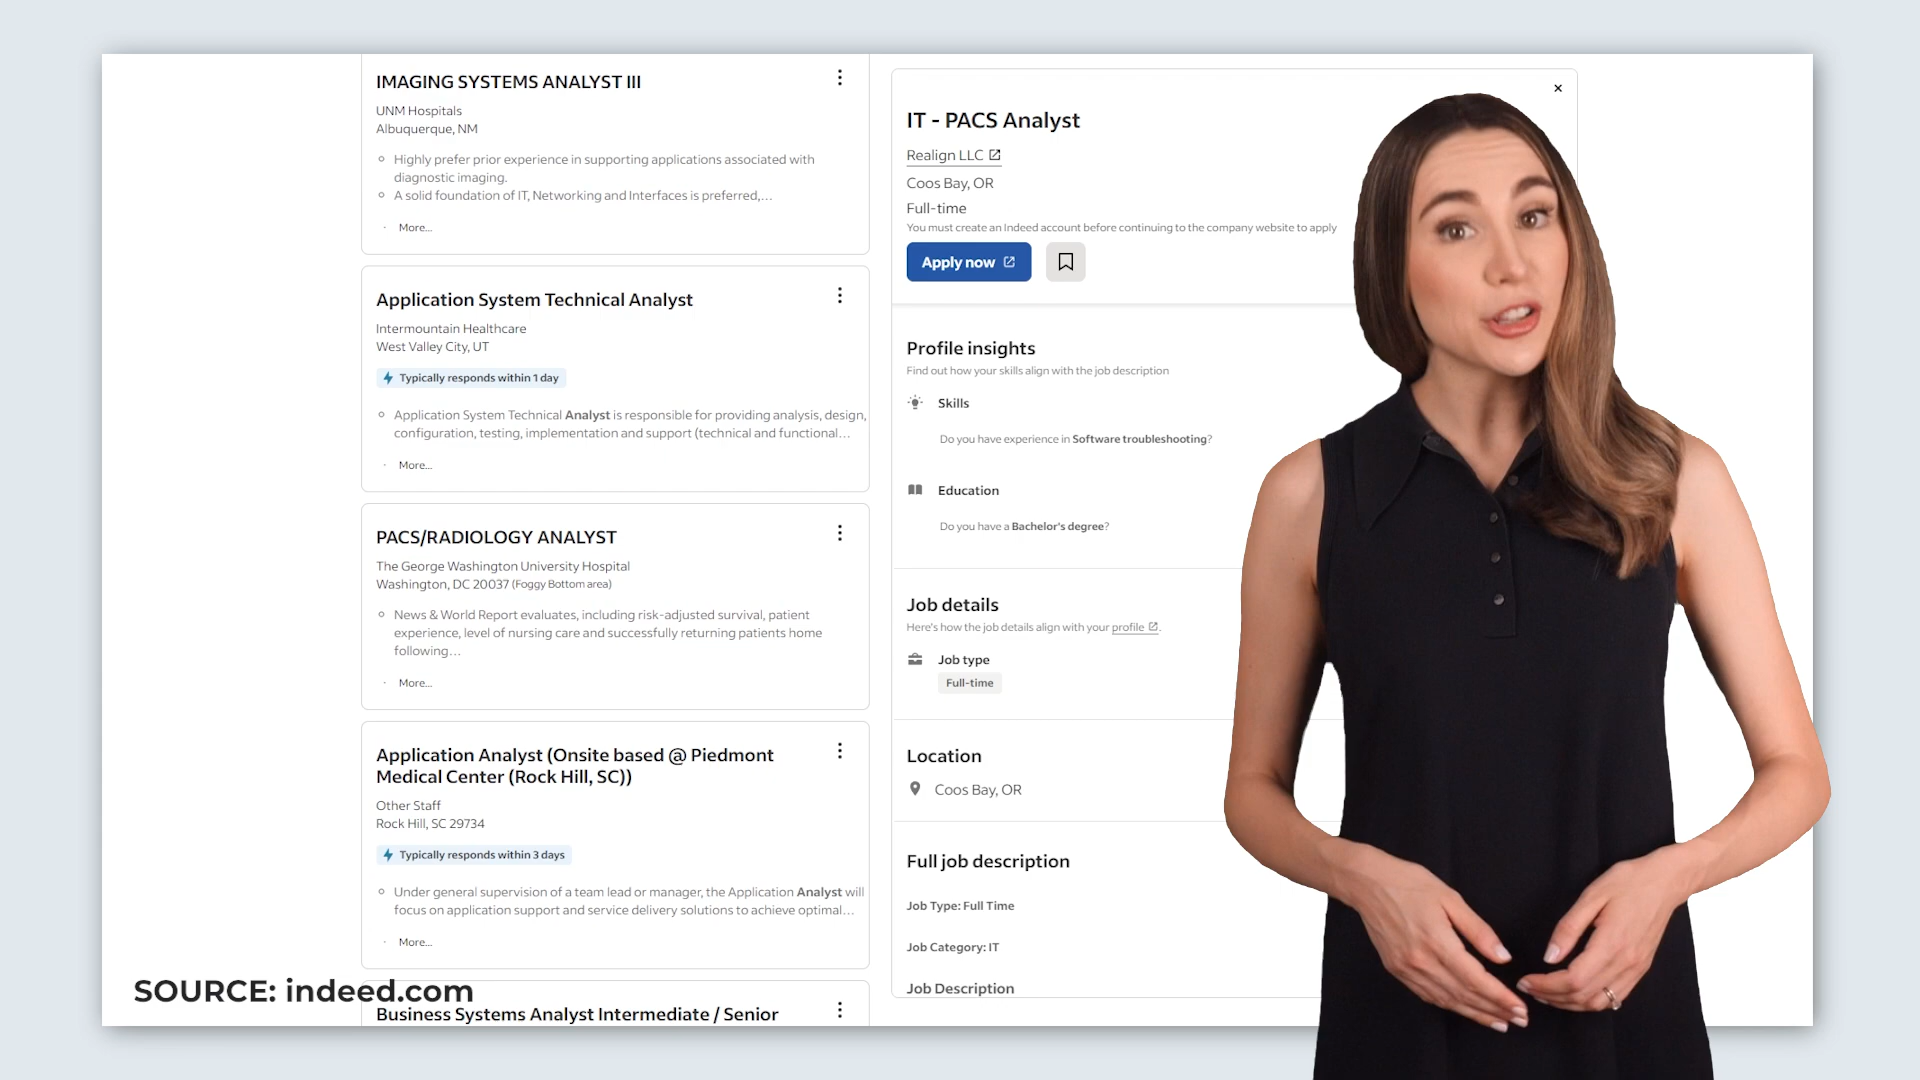 IMAGING SYSTEMS ANALYST III
UNM Hospitals
Albuquerque, NM
Highly prefer prior experience in supporting applications associated with
diagnostic imaging.
A solid foundation of IT, Networking and Interfaces is preferred,...
More...
Application System Technical Analyst
Intermountain Healthcare
West Valley City, UT
Typically responds within 1 day
Application System Technical Analyst is responsible for providing analysis, design,
configuration, testing, implementation and support (technical and functional...
More...
PACS/RADIOLOGY ANALYST
The George Washington University Hospital
Washington, DC 20037 (Foggy Bottom area)
News & World Report evaluates, including risk-adjusted survival, patient
experience, level of nursing care and successfully returning patients home
following...
More...
Application Analyst (Onsite based @ Piedmont
Medical Center (Rock Hill, SC))
Other Staff
Rock Hill, SC 29734
Typically responds within 3 days
Under general supervision of a team lead or manager, the Application Analyst will
focus on application support and service delivery solutions to achieve optimal...
More...
SOURCE: indeed.com
Business Systems Analyst Intermediate / Senior
IT - PACS Analyst
Realign LLC
Coos Bay, OR
Full-time
You must create an Indeed account before continuing to the company website to apply
Apply now
Profile insights
Find out how your skills align with the job description
Skills
Do you have experience in Software troubleshooting?
Education
Do you have a Bachelor's degree?
Job details
Here's how the job details align with your profile.
Job type
Full-time
Location
Coos Bay, OR
Full job description
Job Type: Full Time
Job Category: IT
Job Description